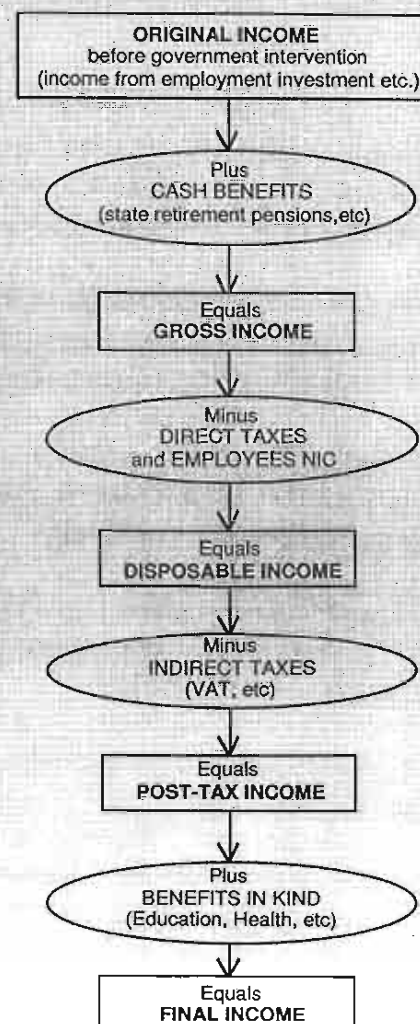 ORIGINAL INCOME
before government intervention
(income from employment investment etc.)
Plus
CASH BENEFITS
(state retirement pensions,etc)
Equals
GROSS INCOME
Minus
DIRECT TAXES
and EMPLOYEES NIC
Equals
DISPOSABLE INCOME
Minus
INDIRECT TAXES
(VAT, etc)
Equals
POST-TAX INCOME
Plus
BENEFITS IN KIND
(Education, Health, etc)
Equals
FINAL INCOME